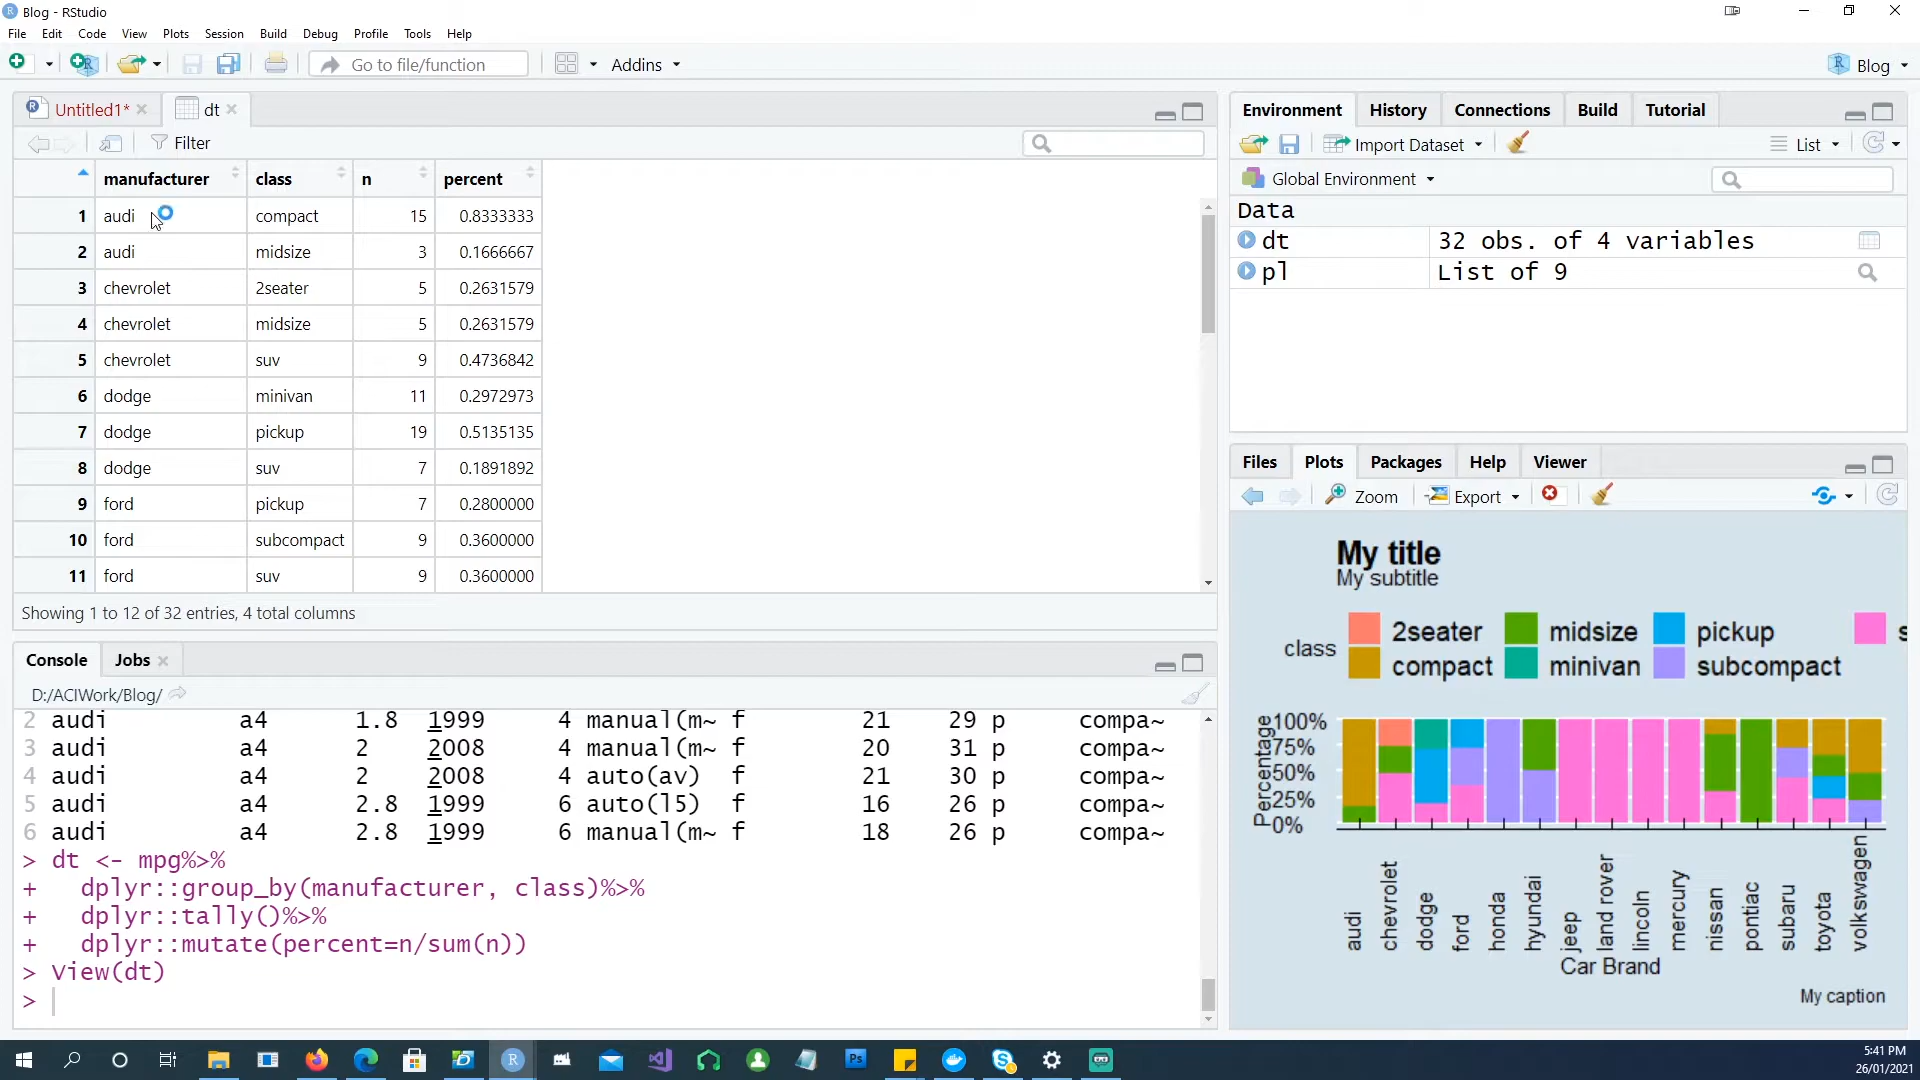 Blog - RStudio
File Edit Code View Plots Session Build Debug Profile Tools Help
Go to file/function Addins Blog
Untitled1* dt
Filter
manufacturer class n percent
1 audi compact 15 0.8333333
2 audi midsize 3 0.1666667
3 chevrolet 2seater 5 0.2631579
4 chevrolet midsize 5 0.2631579
5 chevrolet suv 9 0.4736842
6 dodge minivan 11 0.2972973
7 dodge pickup 19 0.5135135
8 dodge suv 7 0.1891892
9 ford pickup 7 0.2800000
10 ford subcompact 9 0.3600000
11 ford suv 9 0.3600000
Showing 1 to 12 of 32 entries, 4 total columns
Console Jobs
D:/ACIWork/Blog/
2 audi a4 1.8 1999 4 manual(m~ f 21 29 p compa~
3 audi a4 2 2008 4 manual(m~ f 20 31 p compa~
4 audi a4 2 2008 4 auto(av) f 21 30 p compa~
5 audi a4 2.8 1999 6 auto(l5) f 16 26 p compa~
6 audi a4 2.8 1999 6 manual(m~ f 18 26 p compa~
> dt <- mpg%>%
+ dplyr::group_by(manufacturer, class)%>%
+ dplyr::tally()%>%
+ dplyr::mutate(percent=n/sum(n))
> View(dt)
>
Environment History Connections Build Tutorial
Import Dataset List
Global Environment
Data
dt 32 obs. of 4 variables
pl List of 9
Files Plots Packages Help Viewer
Zoom Export
My title
My subtitle
class
2seater midsize pickup s
compact minivan subcompact
Percentage
100%
75%
50%
25%
0%
audi
chevrolet
dodge
ford
honda
hyundai
jeep
land rover
lincoln
mercury
nissan
pontiac
subaru
toyota
volkswagen
Car Brand
My caption
Ps
5:41 PM
26/01/2021